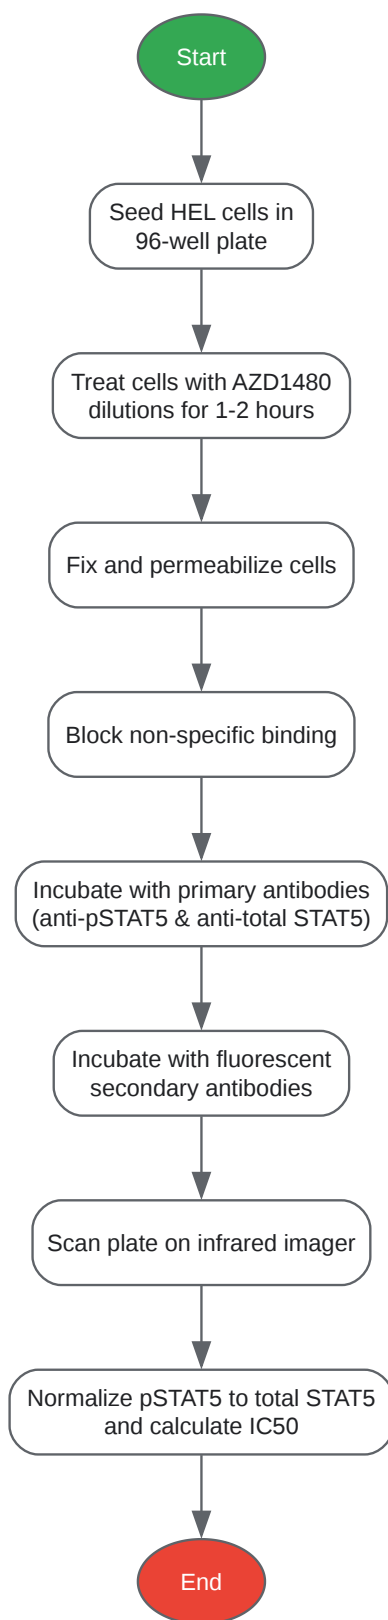 Start
Seed HEL cells in
96-well plate
Treat cells with AZD1480
dilutions for 1-2 hours
Fix and permeabilize cells
Block non-specific binding
Incubate with primary antibodies
(anti-pSTAT5 & anti-total STAT5)
Incubate with fluorescent
secondary antibodies
Scan plate on infrared imager
Normalize pSTAT5 to total STAT5
and calculate IC50
End